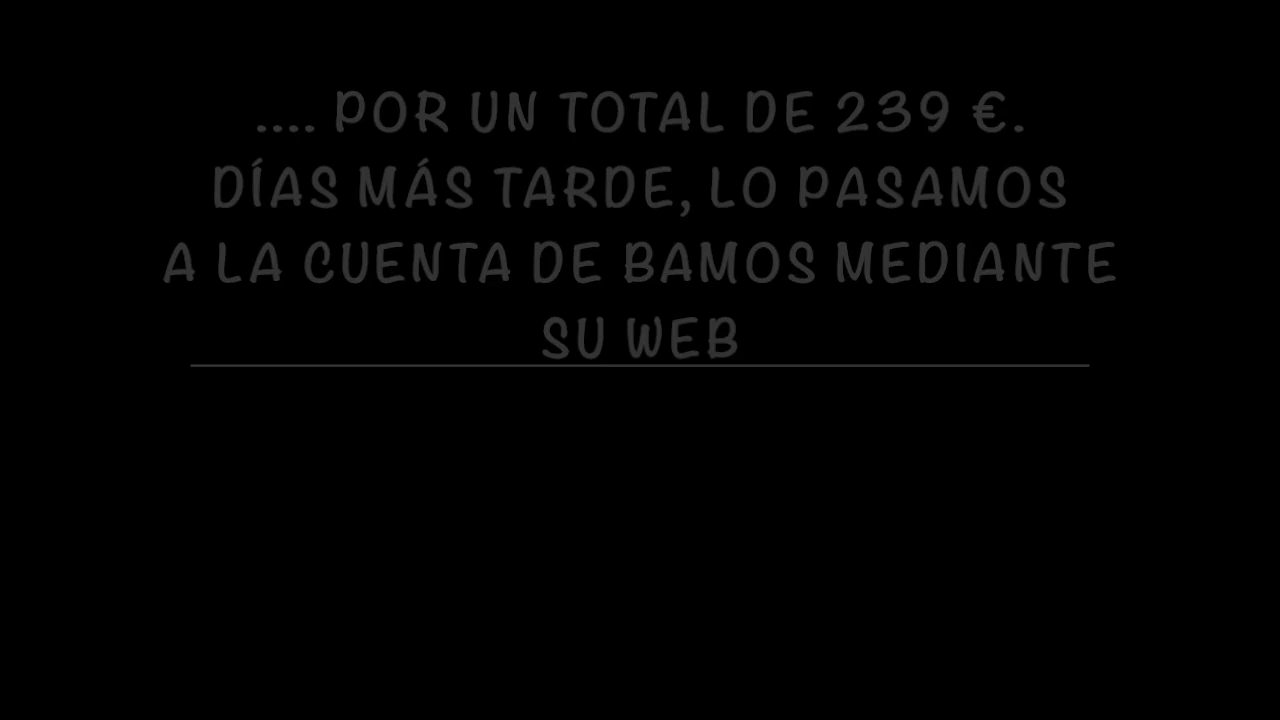 .... POR UN TOTAL DE 239 €.
DÍAS MÁS TARDE, LO PASAMOS
A LA CUENTA DE BAMOS MEDIANTE
SU WEB